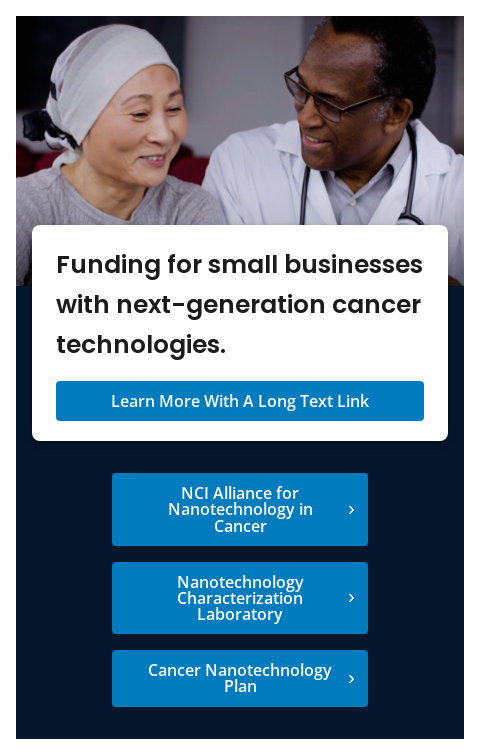 Funding for small businesses
with next-generation cancer
technologies.
Learn More With A Long Text Link
NCI Alliance for
Nanotechnology in
Cancer
Nanotechnology
Characterization
Laboratory
Cancer Nanotechnology
Plan